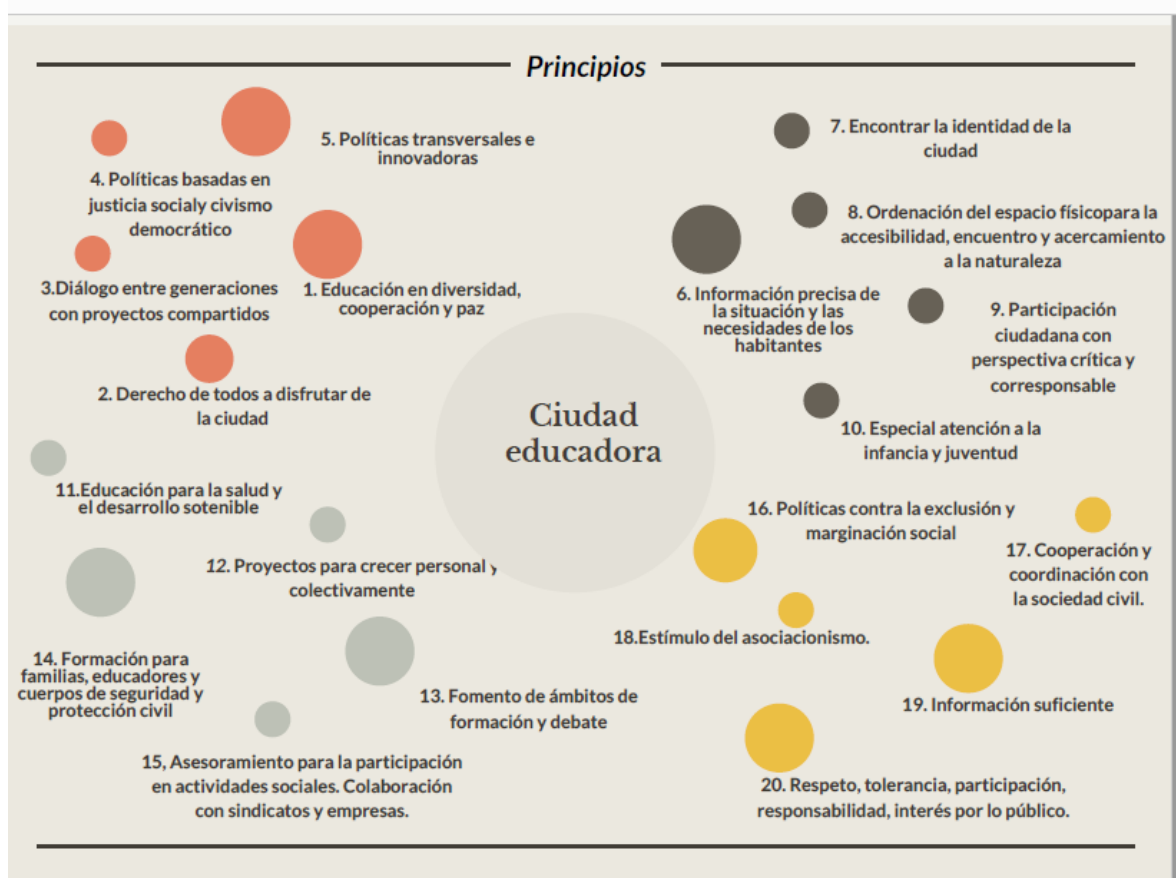 Principios
5. Políticas transversales e
innovadoras
4. Políticas basadas en
justicia socialy civismo
democrático
3.Diálogo entre generaciones
con proyectos compartidos
1. Educación en diversidad,
cooperación y paz
2. Derecho de todos a disfrutar de
la ciudad
7. Encontrar la identidad de la
ciudad
8. Ordenación del espacio físicopara la
accesibilidad, encuentro y acercamiento
a la naturaleza
6. Información precisa de
la situación y las
necesidades de los
habitantes
9. Participación
ciudadana con
perspectiva crítica y
corresponsable
10. Especial atención a la
infancia y juventud
Ciudad
educadora
11.Educación para la salud y
el desarrollo sotenible
12. Proyectos para crecer personal y
colectivamente
14. Formación para
familias, educadores y
cuerpos de seguridad y
protección civil
13. Fomento de ámbitos de
formación y debate
15, Asesoramiento para la participación
en actividades sociales. Colaboración
con sindicatos y empresas.
16. Políticas contra la exclusión y
marginación social
17. Cooperación y
coordinación con
la sociedad civil.
18.Estímulo del asociacionismo.
19. Información suficiente
20. Respeto, tolerancia, participación,
responsabilidad, interés por lo público.